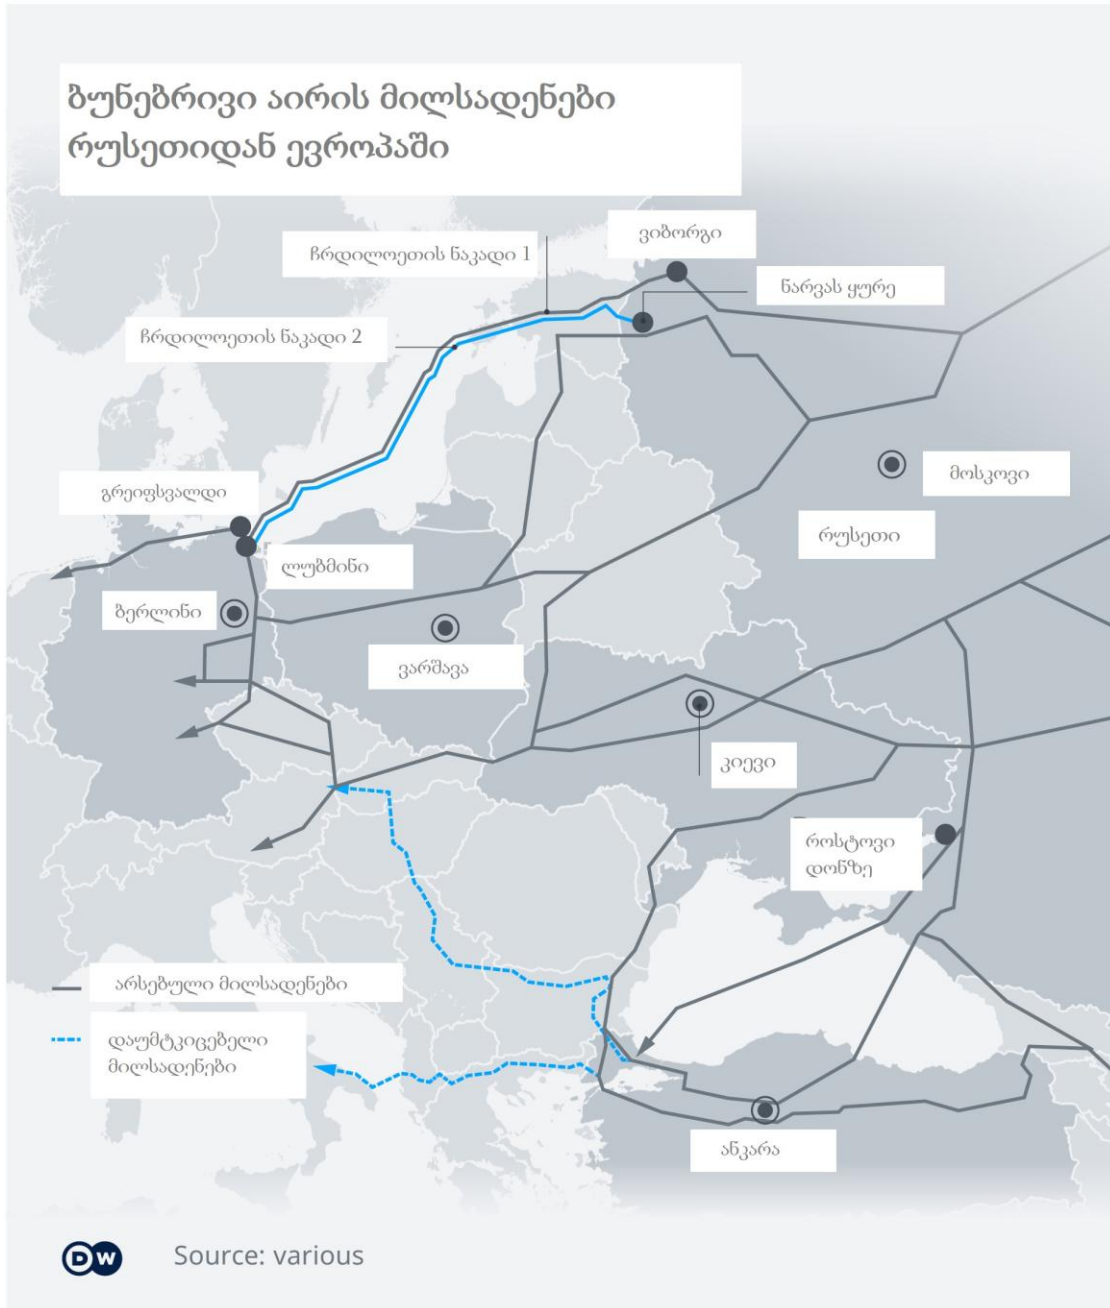 ბუნებრივი აირის მილსადენები
რუსეთიდან ევროპაში
ვიბორგი
ჩრდილოეთის ნაკადი 1
ნარვას ყურე
ჩრდილოეთის ნაკადი 2
მოსკოვი
გრეიფსვალდი
რუსეთი
ლუბმინი
ბერლინი
ვარშავა
კიევი
როსტოვი
დონზე
არსებული მილსადენები
დაუმტკიცებელი
მილსადენები
ანკარა
DW
Source: various